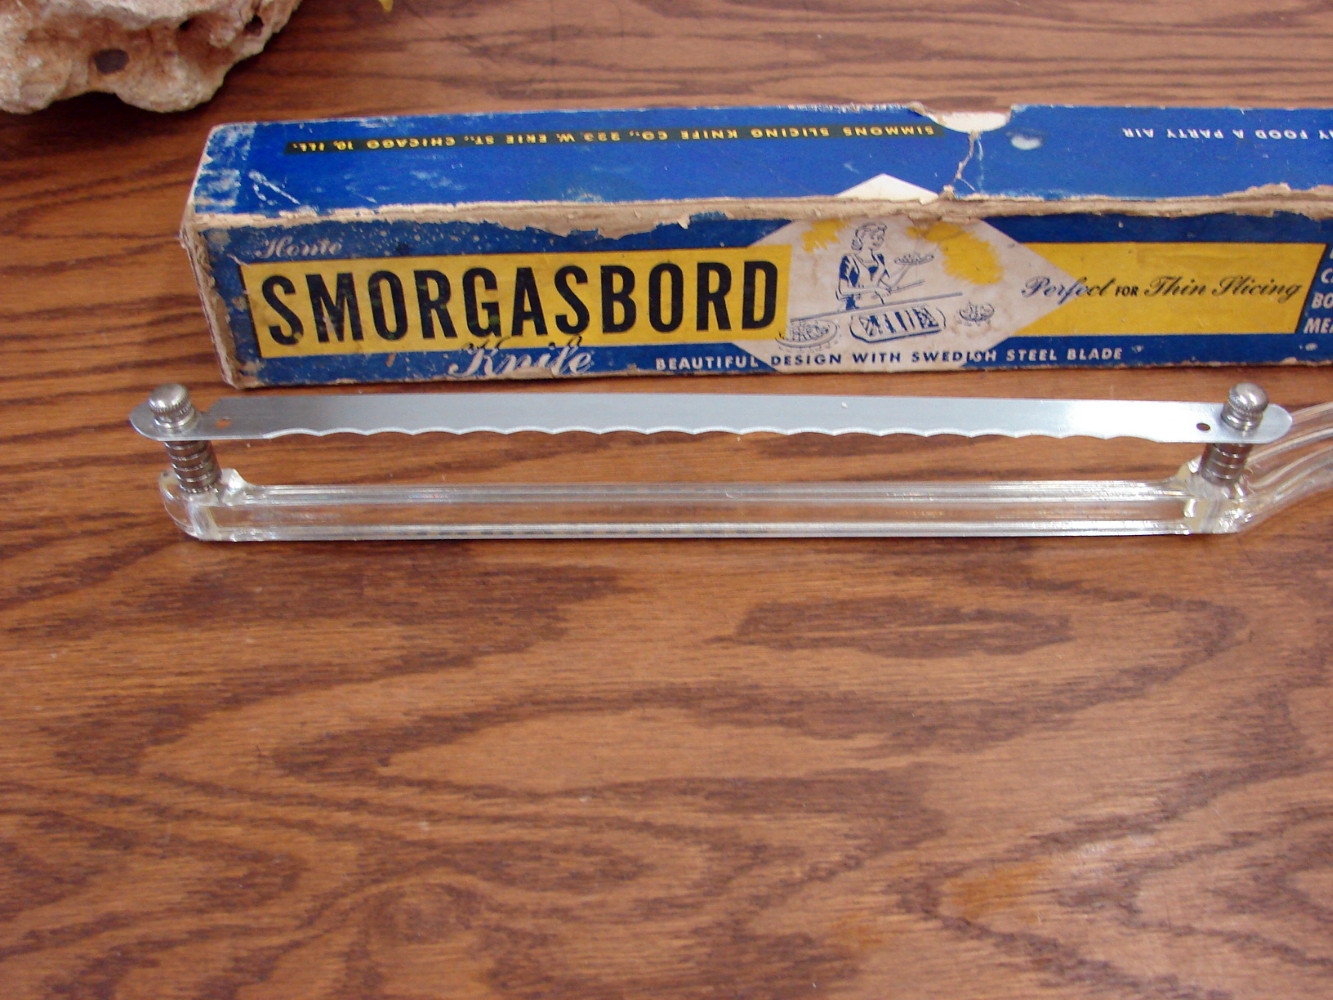 SIMMONS SLICING KNIFE CO., 223 W. ERIE ST., CHICAGO 10, ILL.
FOOD A PARTY AIR
Home
SMORGASBORD
Knife
Perfect FOR Thin Slicing
BEAUTIFUL DESIGN WITH SWEDISH STEEL BLADE